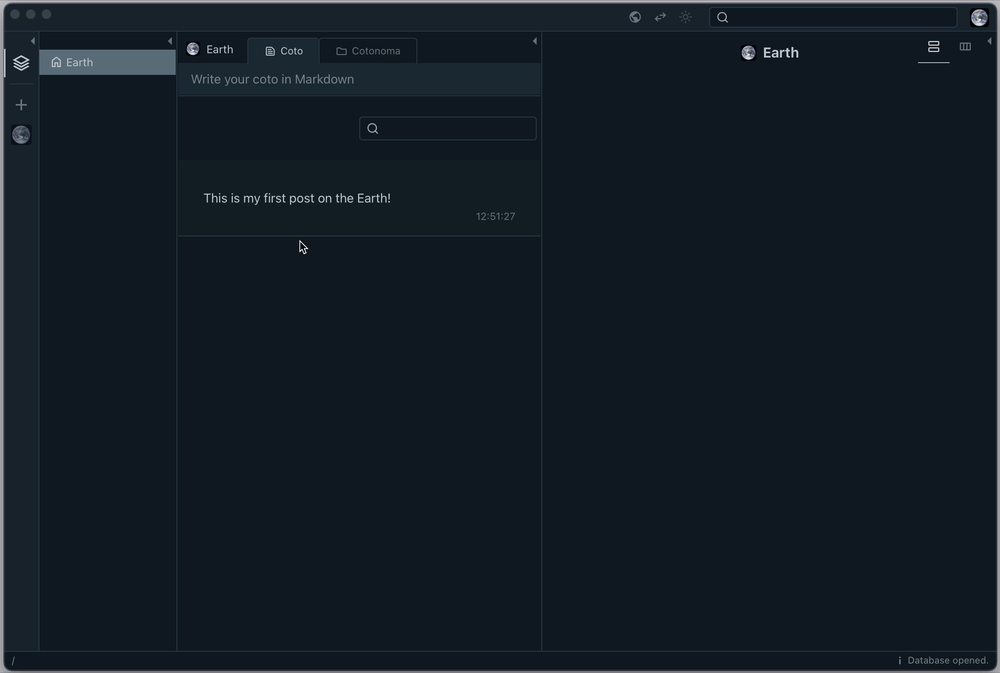 Earth
Earth
Coto
Cotonoma
Write your coto in Markdown
This is my first post on the Earth!
12:51:27
Earth
/
Database opened.